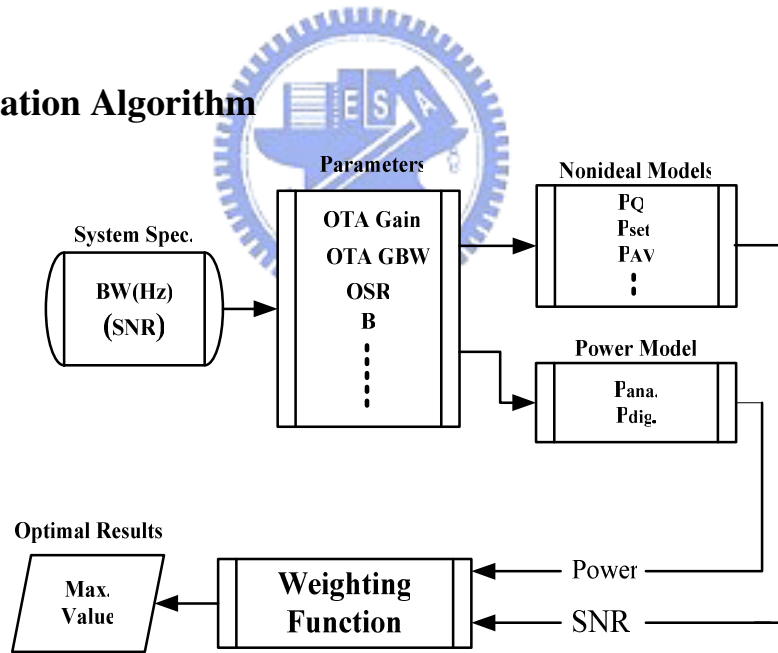 ation Algorithm
ESA
Parameters
Nonideal Models
System Spec.
OTA Gain
OTA GBW
OSR
B
BW(Hz)
(SNR)
PQ
Pset
PAV
Power Model
Pana.
Pdig.
Optimal Results
Max.
Value
Weighting
Function
Power
SNR